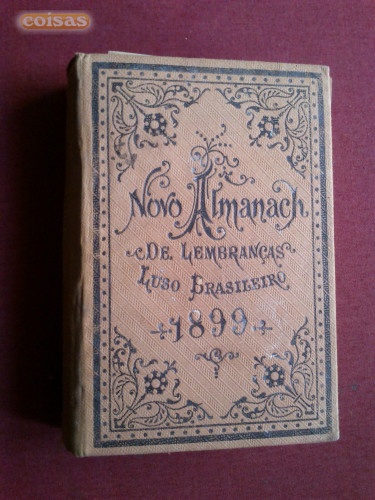 coisas
Novo Almanach
De Lembranças
Luso Brasileiro
1899